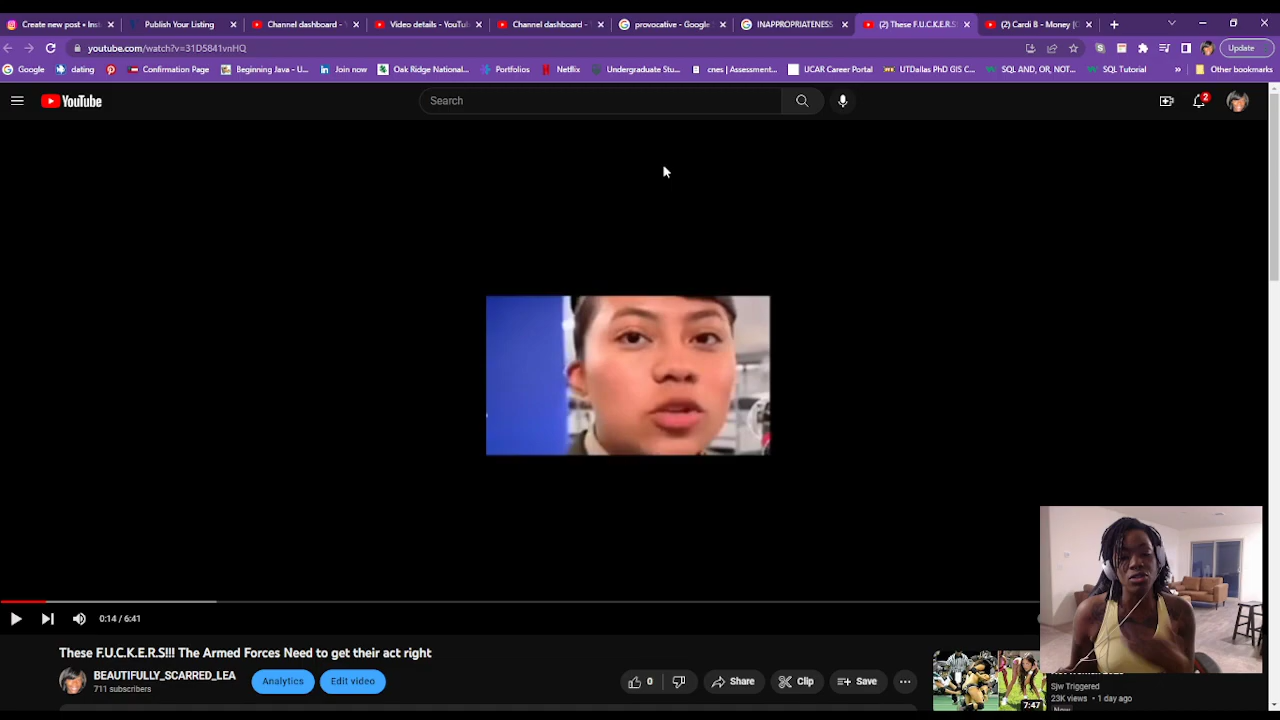 Create new post • Inst
Publish Your Listing
Channel dashboard - Y
Video details - YouTu
Channel dashboard - Y
provocative - Google
INAPPROPRIATENESS
(2) These F.U.C.K.E.R.S!
(2) Cardi B - Money [O
youtube.com/watch?v=31D5841vnHQ
Update
Google
dating
Confirmation Page
Beginning Java - U...
Join now
Oak Ridge National...
Portfolios
Netflix
Undergraduate Stu...
cnes | Assessment...
UCAR Career Portal
UTDallas PhD GIS C...
SQL AND, OR, NOT...
SQL Tutorial
»
Other bookmarks
YouTube
Search
2
0:14 / 6:41
These F.U.C.K.E.R.S!!! The Armed Forces Need to get their act right
BEAUTIFULLY_SCARRED_LEA
711 subscribers
Analytics
Edit video
0
Share
Clip
Save
7:47
Sjw Triggered
23K views • 1 day ago